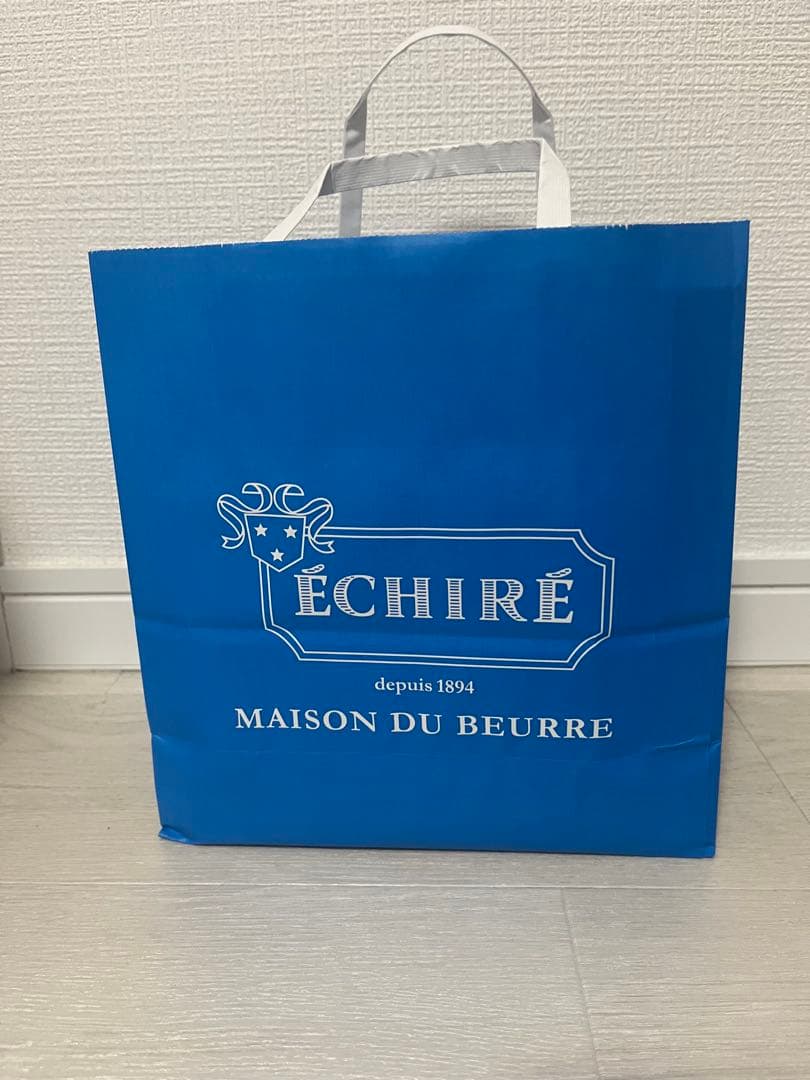 ÉCHIRÉ
depuis 1894
MAISON DU BEURRE